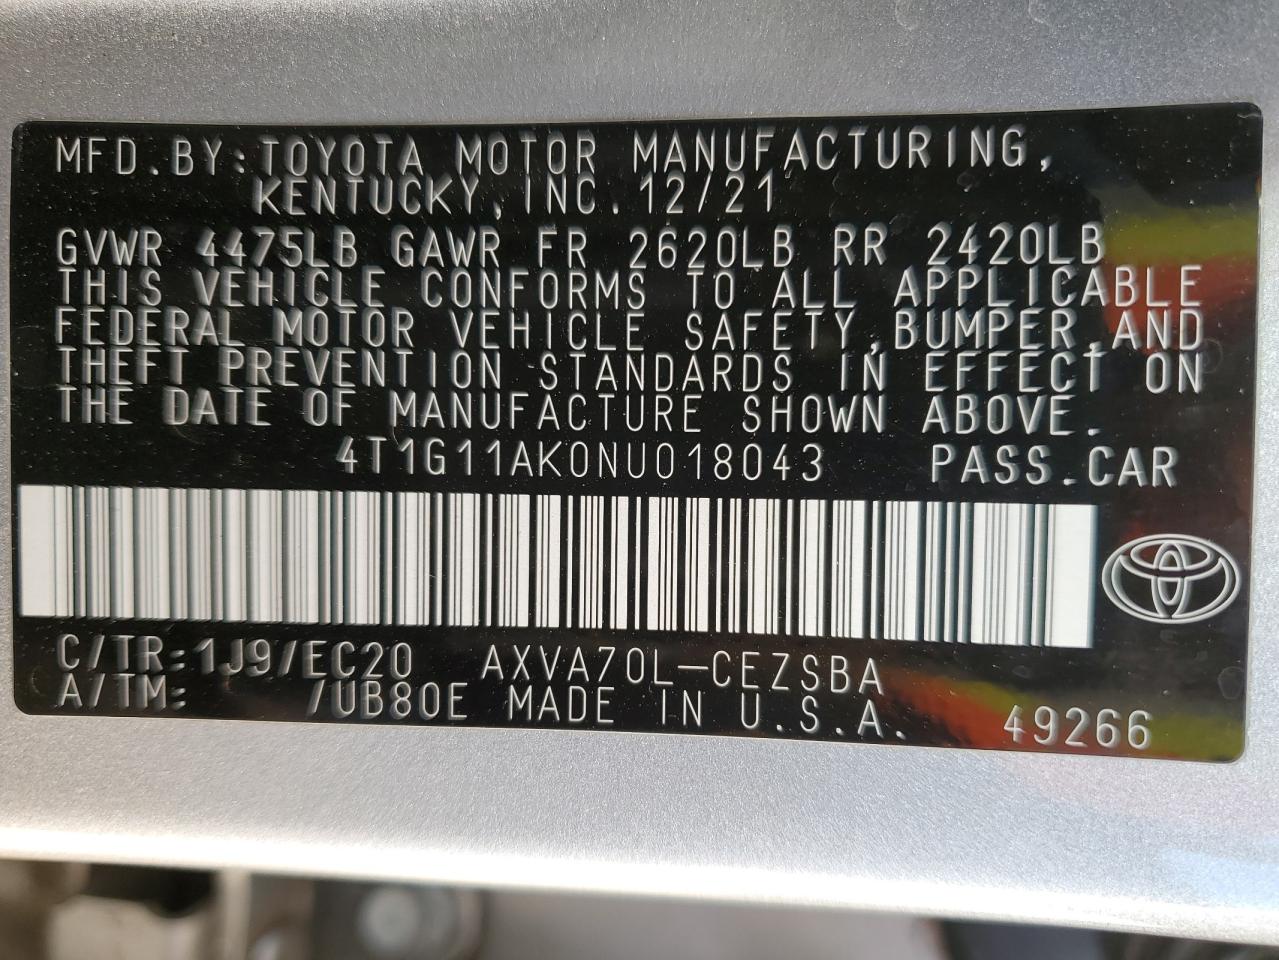 MFD.BY:TOYOTA MOTOR MANUFACTURING,
KENTUCKY,INC.12/21
GVWR 4475LB GAWR FR 2620LB RR 2420LB
THIS VEHICLE CONFORMS TO ALL APPLICABLE
FEDERAL MOTOR VEHICLE SAFETY,BUMPER,AND
THEFT PREVENTION STANDARDS IN EFFECT ON
THE DATE OF MANUFACTURE SHOWN ABOVE.
4T1G11AK0NU018043 PASS.CAR
C/TR:1J9/EC20 AXVA70L-CEZSBA
A/TM: /UB80E MADE IN U.S.A. 49266